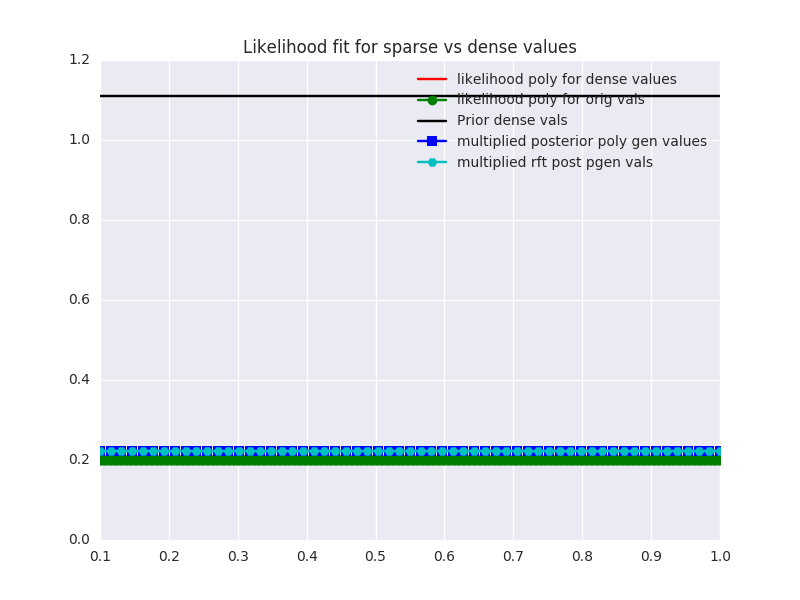 Likelihood fit for sparse vs dense values
1.2
1.0
0.8
0.6
0.4
0.2
0.0
likelihood poly for dense values
likelihood poly for orig vals
Prior dense vals
multiplied posterior poly gen values
multiplied rft post pgen vals
0.1 0.2 0.3 0.4 0.5 0.6 0.7 0.8 0.9 1.0